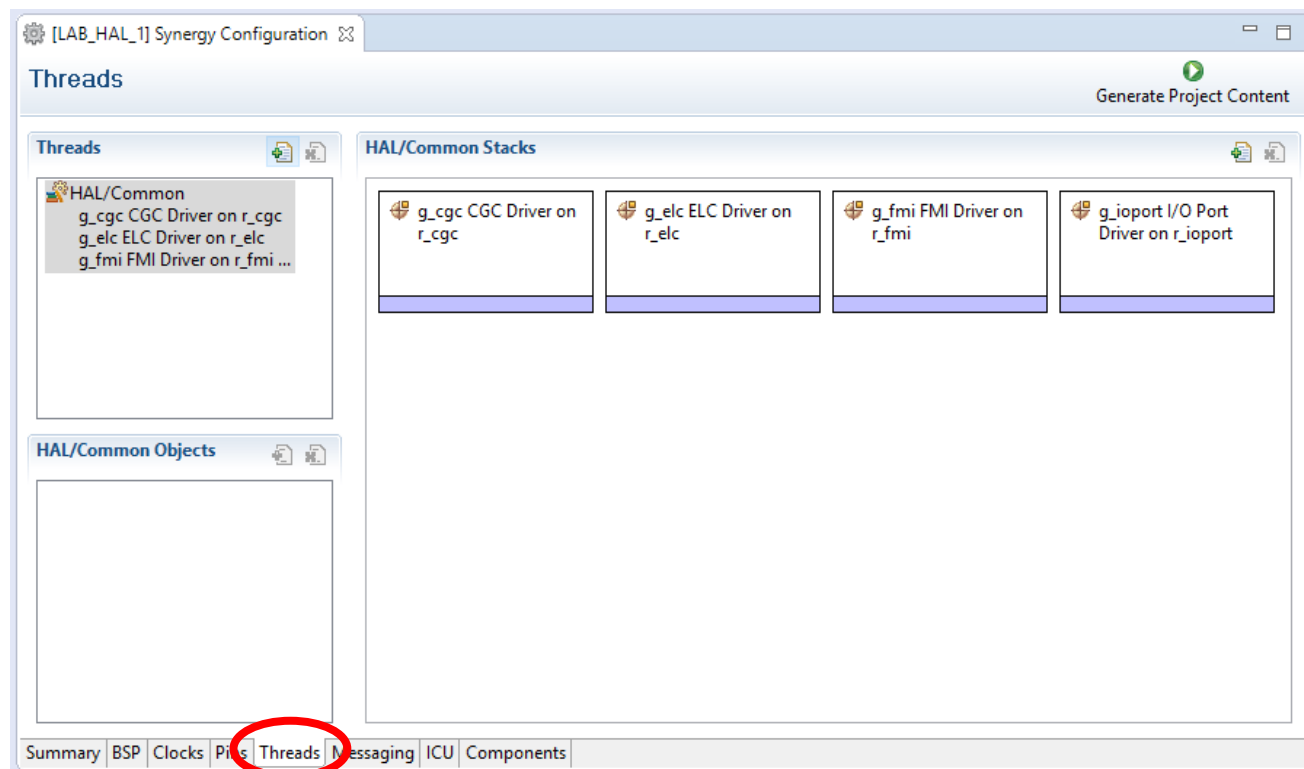 [LAB_HAL_1] Synergy Configuration
Threads
Generate Project Content
Threads
HAL/Common
g_cgc CGC Driver on r_cgc
g_elc ELC Driver on r_elc
g_fmi FMI Driver on r_fmi ...
HAL/Common Stacks
g_cgc CGC Driver on
r_cgc
g_elc ELC Driver on
r_elc
g_fmi FMI Driver on
r_fmi
g_ioport I/O Port
Driver on r_ioport
HAL/Common Objects
Summary BSP Clocks Pins Threads Messaging ICU Components